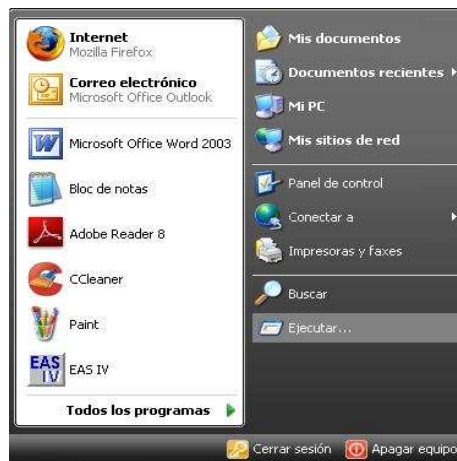 Internet
Mozilla Firefox
Correo electrónico
Microsoft Office Outlook
Microsoft Office Word 2003
Bloc de notas
Adobe Reader 8
CCleaner
Paint
EAS IV
EAS IV
Todos los programas
Mis documentos
Documentos recientes
Mi PC
Mis sitios de red
Panel de control
Conectar a
Impresoras y faxes
Buscar
Ejecutar...
Cerrar sesión
Apagar equipo